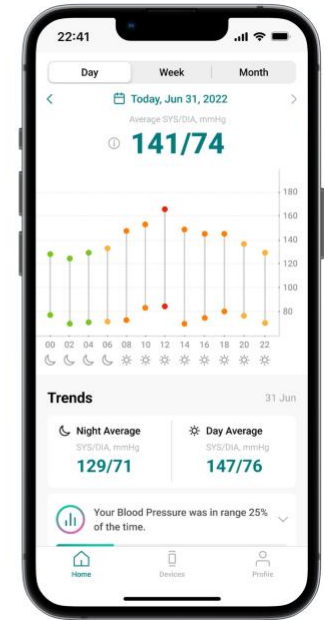 22:41
Day Week Month
Today, Jun 31, 2022
Average SYS/DIA, mmHg
141/74
180
160
140
120
100
80
00 02 04 06 08 10 12 14 16 18 20 22
Trends 31 Jun
Night Average Day Average
SYS/DIA, mmHg SYS/DIA, mmHg
129/71 147/76
Your Blood Pressure was in range 25%
of the time.
Home Devices Profile